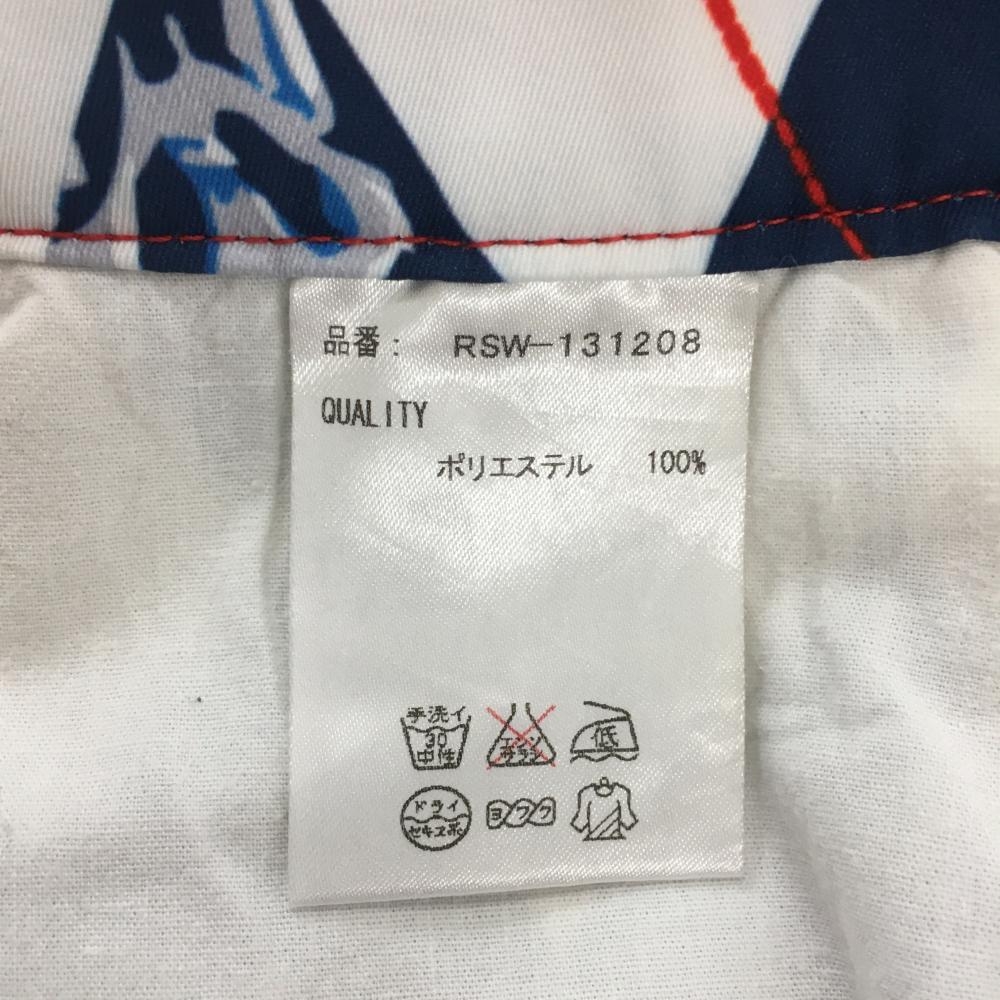 品番： RSW-131208
QUALITY
ポリエステル 100%
手洗イ
30
中性
エンソ
サラシ
低
ドライ
セキユ系
ヨワク